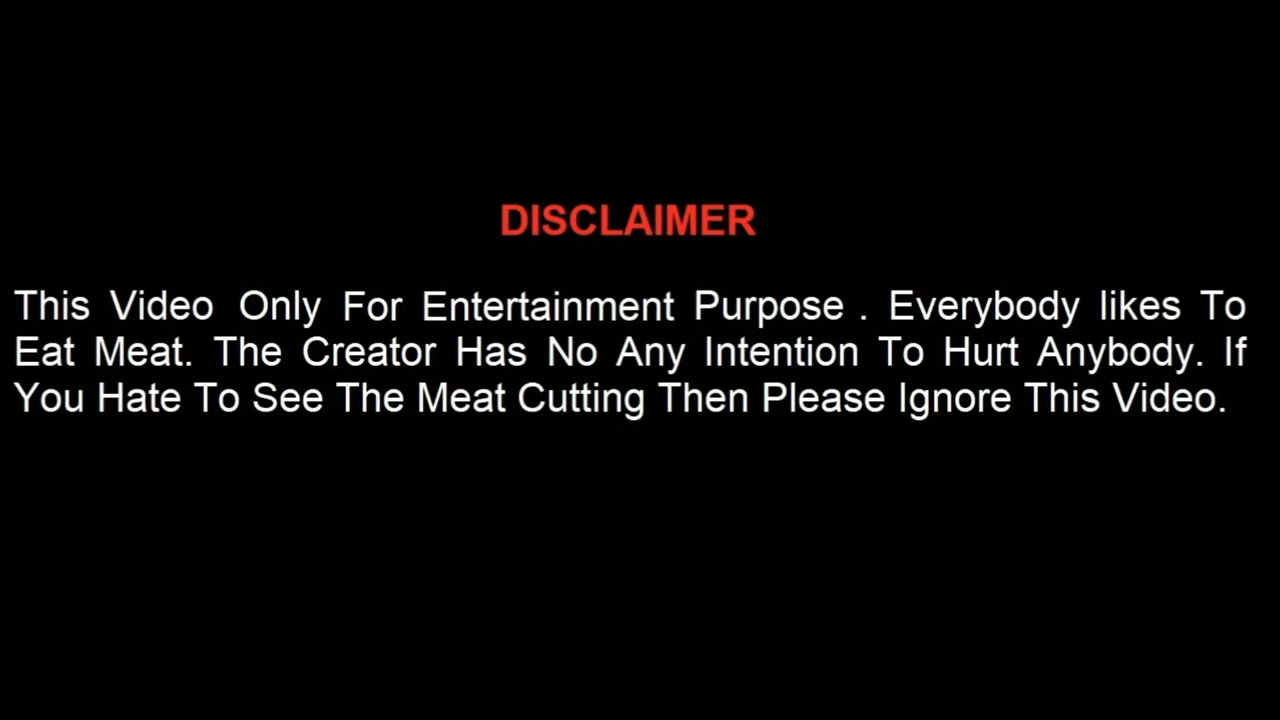 DISCLAIMER
This Video Only For Entertainment Purpose . Everybody likes To
Eat Meat. The Creator Has No Any Intention To Hurt Anybody. If
You Hate To See The Meat Cutting Then Please Ignore This Video.